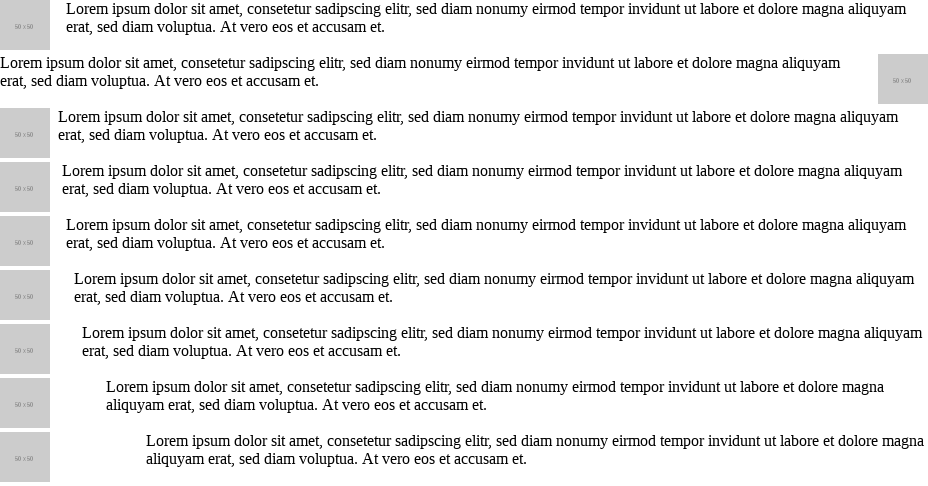 50 x 50
Lorem ipsum dolor sit amet, consetetur sadipscing elitr, sed diam nonumy eirmod tempor invidunt ut labore et dolore magna aliquyam
erat, sed diam voluptua. At vero eos et accusam et.
Lorem ipsum dolor sit amet, consetetur sadipscing elitr, sed diam nonumy eirmod tempor invidunt ut labore et dolore magna aliquyam
erat, sed diam voluptua. At vero eos et accusam et.
50 x 50
50 x 50
Lorem ipsum dolor sit amet, consetetur sadipscing elitr, sed diam nonumy eirmod tempor invidunt ut labore et dolore magna aliquyam
erat, sed diam voluptua. At vero eos et accusam et.
50 x 50
Lorem ipsum dolor sit amet, consetetur sadipscing elitr, sed diam nonumy eirmod tempor invidunt ut labore et dolore magna aliquyam
erat, sed diam voluptua. At vero eos et accusam et.
50 x 50
Lorem ipsum dolor sit amet, consetetur sadipscing elitr, sed diam nonumy eirmod tempor invidunt ut labore et dolore magna aliquyam
erat, sed diam voluptua. At vero eos et accusam et.
50 x 50
Lorem ipsum dolor sit amet, consetetur sadipscing elitr, sed diam nonumy eirmod tempor invidunt ut labore et dolore magna aliquyam
erat, sed diam voluptua. At vero eos et accusam et.
50 x 50
Lorem ipsum dolor sit amet, consetetur sadipscing elitr, sed diam nonumy eirmod tempor invidunt ut labore et dolore magna aliquyam
erat, sed diam voluptua. At vero eos et accusam et.
50 x 50
Lorem ipsum dolor sit amet, consetetur sadipscing elitr, sed diam nonumy eirmod tempor invidunt ut labore et dolore magna
aliquyam erat, sed diam voluptua. At vero eos et accusam et.
50 x 50
Lorem ipsum dolor sit amet, consetetur sadipscing elitr, sed diam nonumy eirmod tempor invidunt ut labore et dolore magna
aliquyam erat, sed diam voluptua. At vero eos et accusam et.